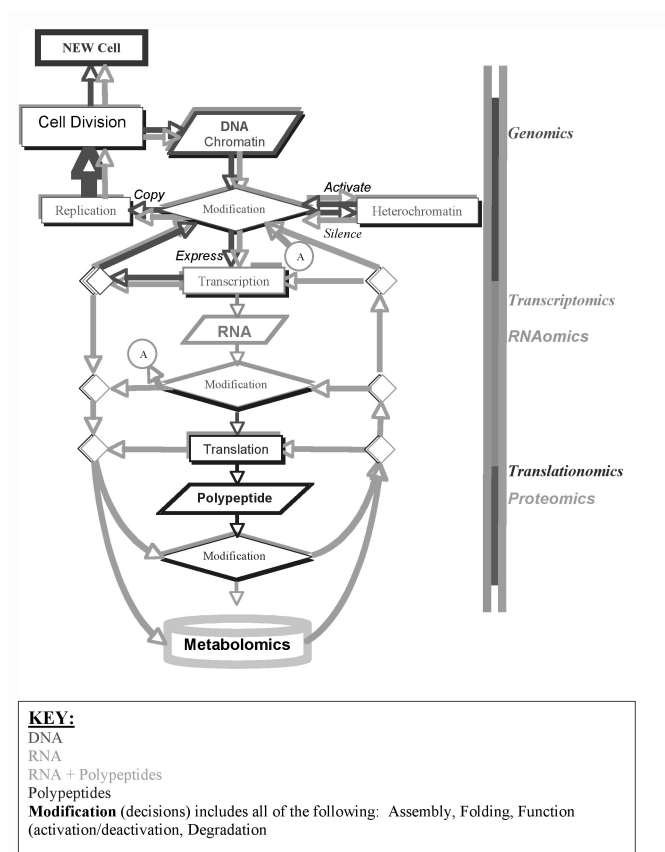 NEW Cell
Cell Division
DNA
Chromatin
Genomics
Copy
Activate
Replication
Modification
Heterochromatin
Silence
Express
A
Transcription
Transcriptomics
RNA
RNAomics
A
Modification
Translation
Translationomics
Polypeptide
Proteomics
Modification
Metabolomics
KEY:
DNA
RNA
RNA + Polypeptides
Polypeptides
Modification (decisions) includes all of the following: Assembly, Folding, Function
(activation/deactivation, Degradation